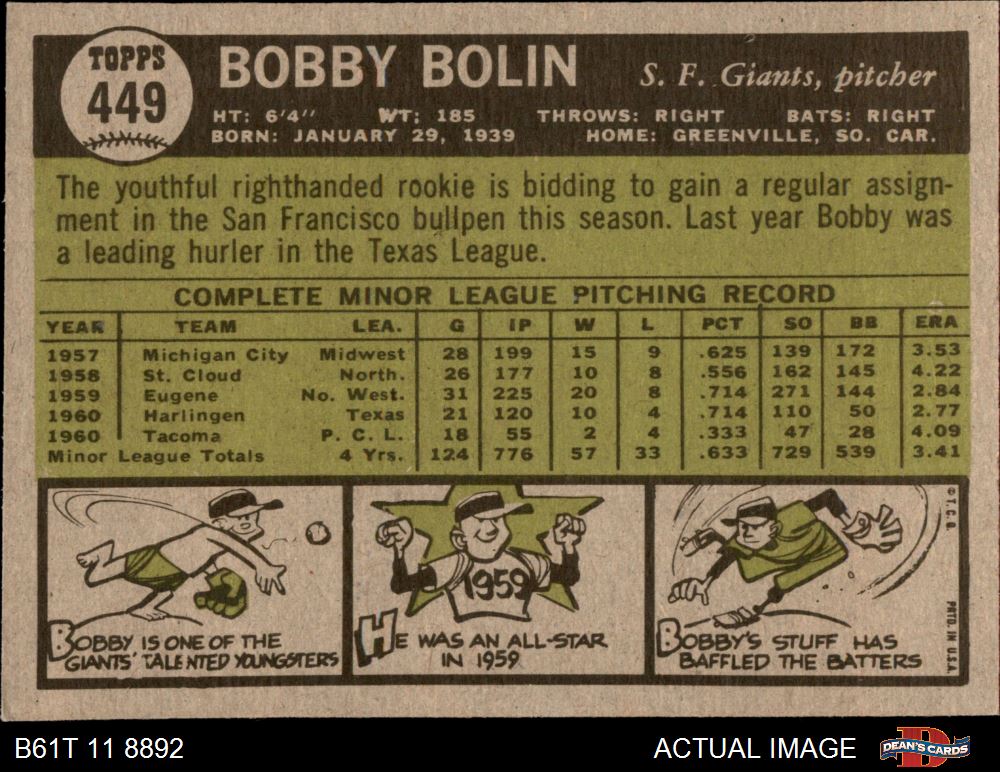 TOPPS
449
BOBBY BOLIN
S. F. Giants, pitcher
HT: 6'4" WT: 185 THROWS: RIGHT BATS: RIGHT
BORN: JANUARY 29, 1939 HOME: GREENVILLE, SO. CAR.
The youthful righthanded rookie is bidding to gain a regular assign-
ment in the San Francisco bullpen this season. Last year Bobby was
a leading hurler in the Texas League.
COMPLETE MINOR LEAGUE PITCHING RECORD
YEAR TEAM LEA. G IP W L PCT SO BB ERA
1957 Michigan City Midwest 28 199 15 9 .625 139 172 3.53
1958 St. Cloud North. 26 177 10 8 .556 162 145 4.22
1959 Eugene No. West. 31 225 20 8 .714 271 144 2.84
1960 Harlingen Texas 21 120 10 4 .714 110 50 2.77
1960 Tacoma P. C. L. 18 55 2 4 .333 47 28 4.09
Minor League Totals 4 Yrs. 124 776 57 33 .633 729 539 3.41
BOBBY IS ONE OF THE
GIANTS' TALENTED YOUNGSTERS
1959
HE WAS AN ALL-STAR
IN 1959
BOBBY'S STUFF HAS
BAFFLED THE BATTERS
© T. C. G.
PRTD. IN U.S.A.
B61T 11 8892
ACTUAL IMAGE
D
DEAN'S CARDS